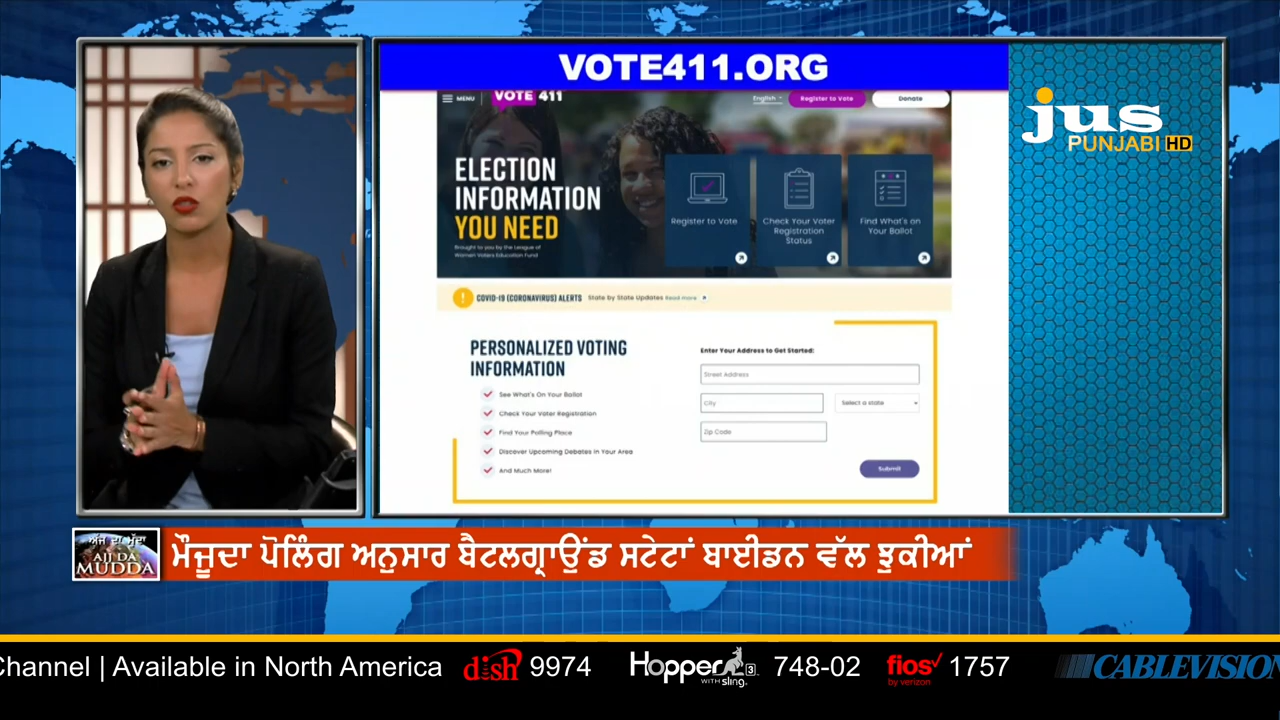 VOTE411.ORG
MENU
VOTE 411
English
Register to Vote
Donate
ELECTION
INFORMATION
YOU NEED
Brought to you by the League of
Women Voters Education Fund
Register to Vote
Check Your Voter
Registration
Status
Find What's on
Your Ballot
COVID-19 (CORONAVIRUS) ALERTS State by State Updates Read more
PERSONALIZED VOTING
INFORMATION
See What's On Your Ballot
Check Your Voter Registration
Find Your Polling Place
Discover Upcoming Debates In Your Area
And Much More!
Enter Your Address to Get Started:
Street Address
City
Select a state
Zip Code
Submit
jus
PUNJABI HD
ਅੱਜ ਦਾ ਮੁੱਦਾ
AJJ DA
MUDDA
ਮੌਜੂਦਾ ਪੋਲਿੰਗ ਅਨੁਸਾਰ ਬੈਟਲਗ੍ਰਾਉਂਡ ਸਟੇਟਾਂ ਬਾਈਡਨ ਵੱਲ ਝੁਕੀਆਂ
Channel | Available in North America dish 9974 Hopper 3 WITH sling 748-02 fios by verizon 1757 CABLEVISION